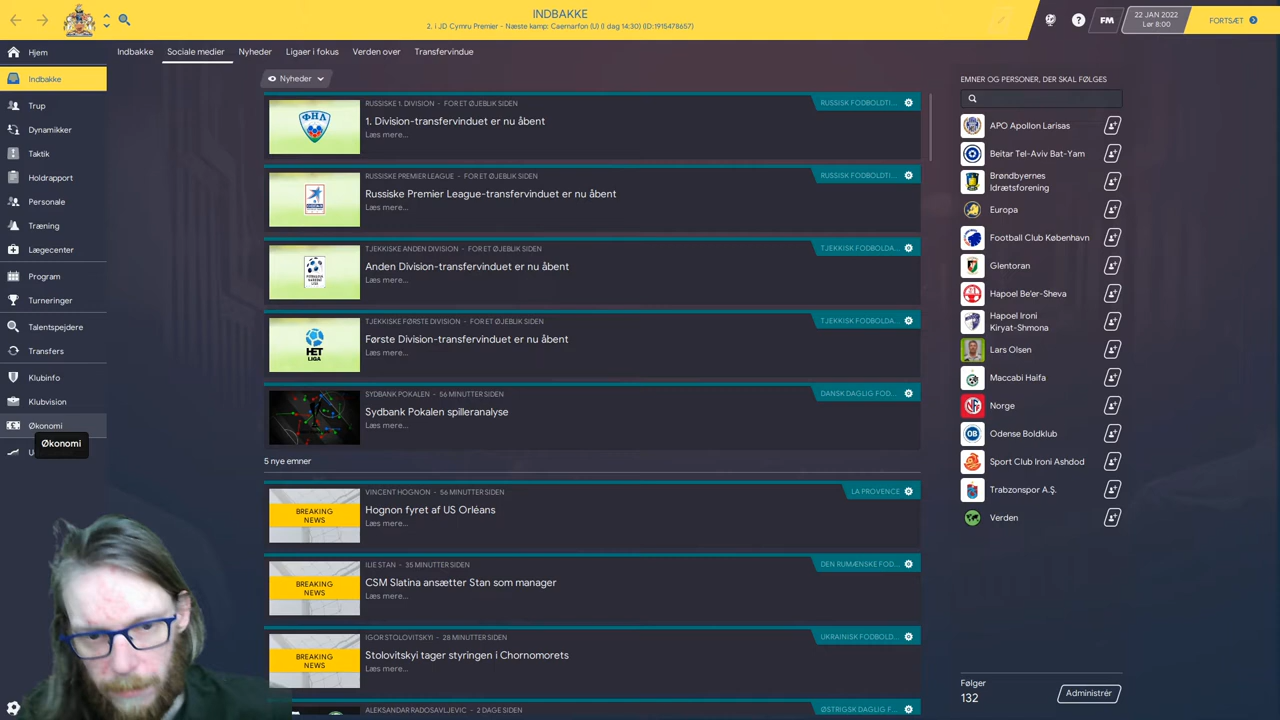 INDBAKKE
2. i JD Cymru Premier - Næste kamp: Caernarfon (U) (I dag 14:30) (ID:1915478657)
FM
22 JAN 2022
Lør 8:00
FORTSÆT
Hjem
Indbakke
Trup
Dynamikker
Taktik
Holdrapport
Personale
Træning
Lægecenter
Program
Turneringer
Talentspejdere
Transfers
Klubinfo
Klubvision
Økonomi
Økonomi
Indbakke
Sociale medier
Nyheder
Ligaer i fokus
Verden over
Transfervindue
Nyheder
RUSSISKE 1. DIVISION - FOR ET ØJEBLIK SIDEN
RUSSISK FODBOLDTI...
1. Division-transfervinduet er nu åbent
Læs mere...
RUSSISKE PREMIER LEAGUE - FOR ET ØJEBLIK SIDEN
RUSSISK FODBOLDTI...
Russiske Premier League-transfervinduet er nu åbent
Læs mere...
TJEKKISKE ANDEN DIVISION - FOR ET ØJEBLIK SIDEN
TJEKKISK FODBOLDA...
Anden Division-transfervinduet er nu åbent
Læs mere...
TJEKKISKE FØRSTE DIVISION - FOR ET ØJEBLIK SIDEN
TJEKKISK FODBOLDA...
HET
LIGA
Første Division-transfervinduet er nu åbent
Læs mere...
SYDBANK POKALEN - 56 MINUTTER SIDEN
DANSK DAGLIG FOD...
Sydbank Pokalen spilleranalyse
Læs mere...
5 nye emner
VINCENT HOGNON - 56 MINUTTER SIDEN
LA PROVENCE
BREAKING
NEWS
Hognon fyret af US Orléans
Læs mere...
ILIE STAN - 35 MINUTTER SIDEN
DEN RUMÆNSKE FOD...
BREAKING
NEWS
CSM Slatina ansætter Stan som manager
Læs mere...
IGOR STOLOVITSKYI - 28 MINUTTER SIDEN
UKRAINSK FODBOLD...
BREAKING
NEWS
Stolovitskyi tager styringen i Chornomorets
Læs mere...
ALEKSANDAR RADOSAVLJEVIC - 2 DAGE SIDEN
ØSTRIGSK DAGLIG F...
EMNER OG PERSONER, DER SKAL FØLGES
APO Apollon Larisas
Beitar Tel-Aviv Bat-Yam
Brøndbyernes
Idrætsforening
Europa
Football Club København
Glentoran
Hapoel Be'er-Sheva
Hapoel Ironi
Kiryat-Shmona
Lars Olsen
Maccabi Haifa
Norge
OB
Odense Boldklub
Sport Club Ironi Ashdod
Trabzonspor A.Ş.
Verden
Følger
132
Administrér